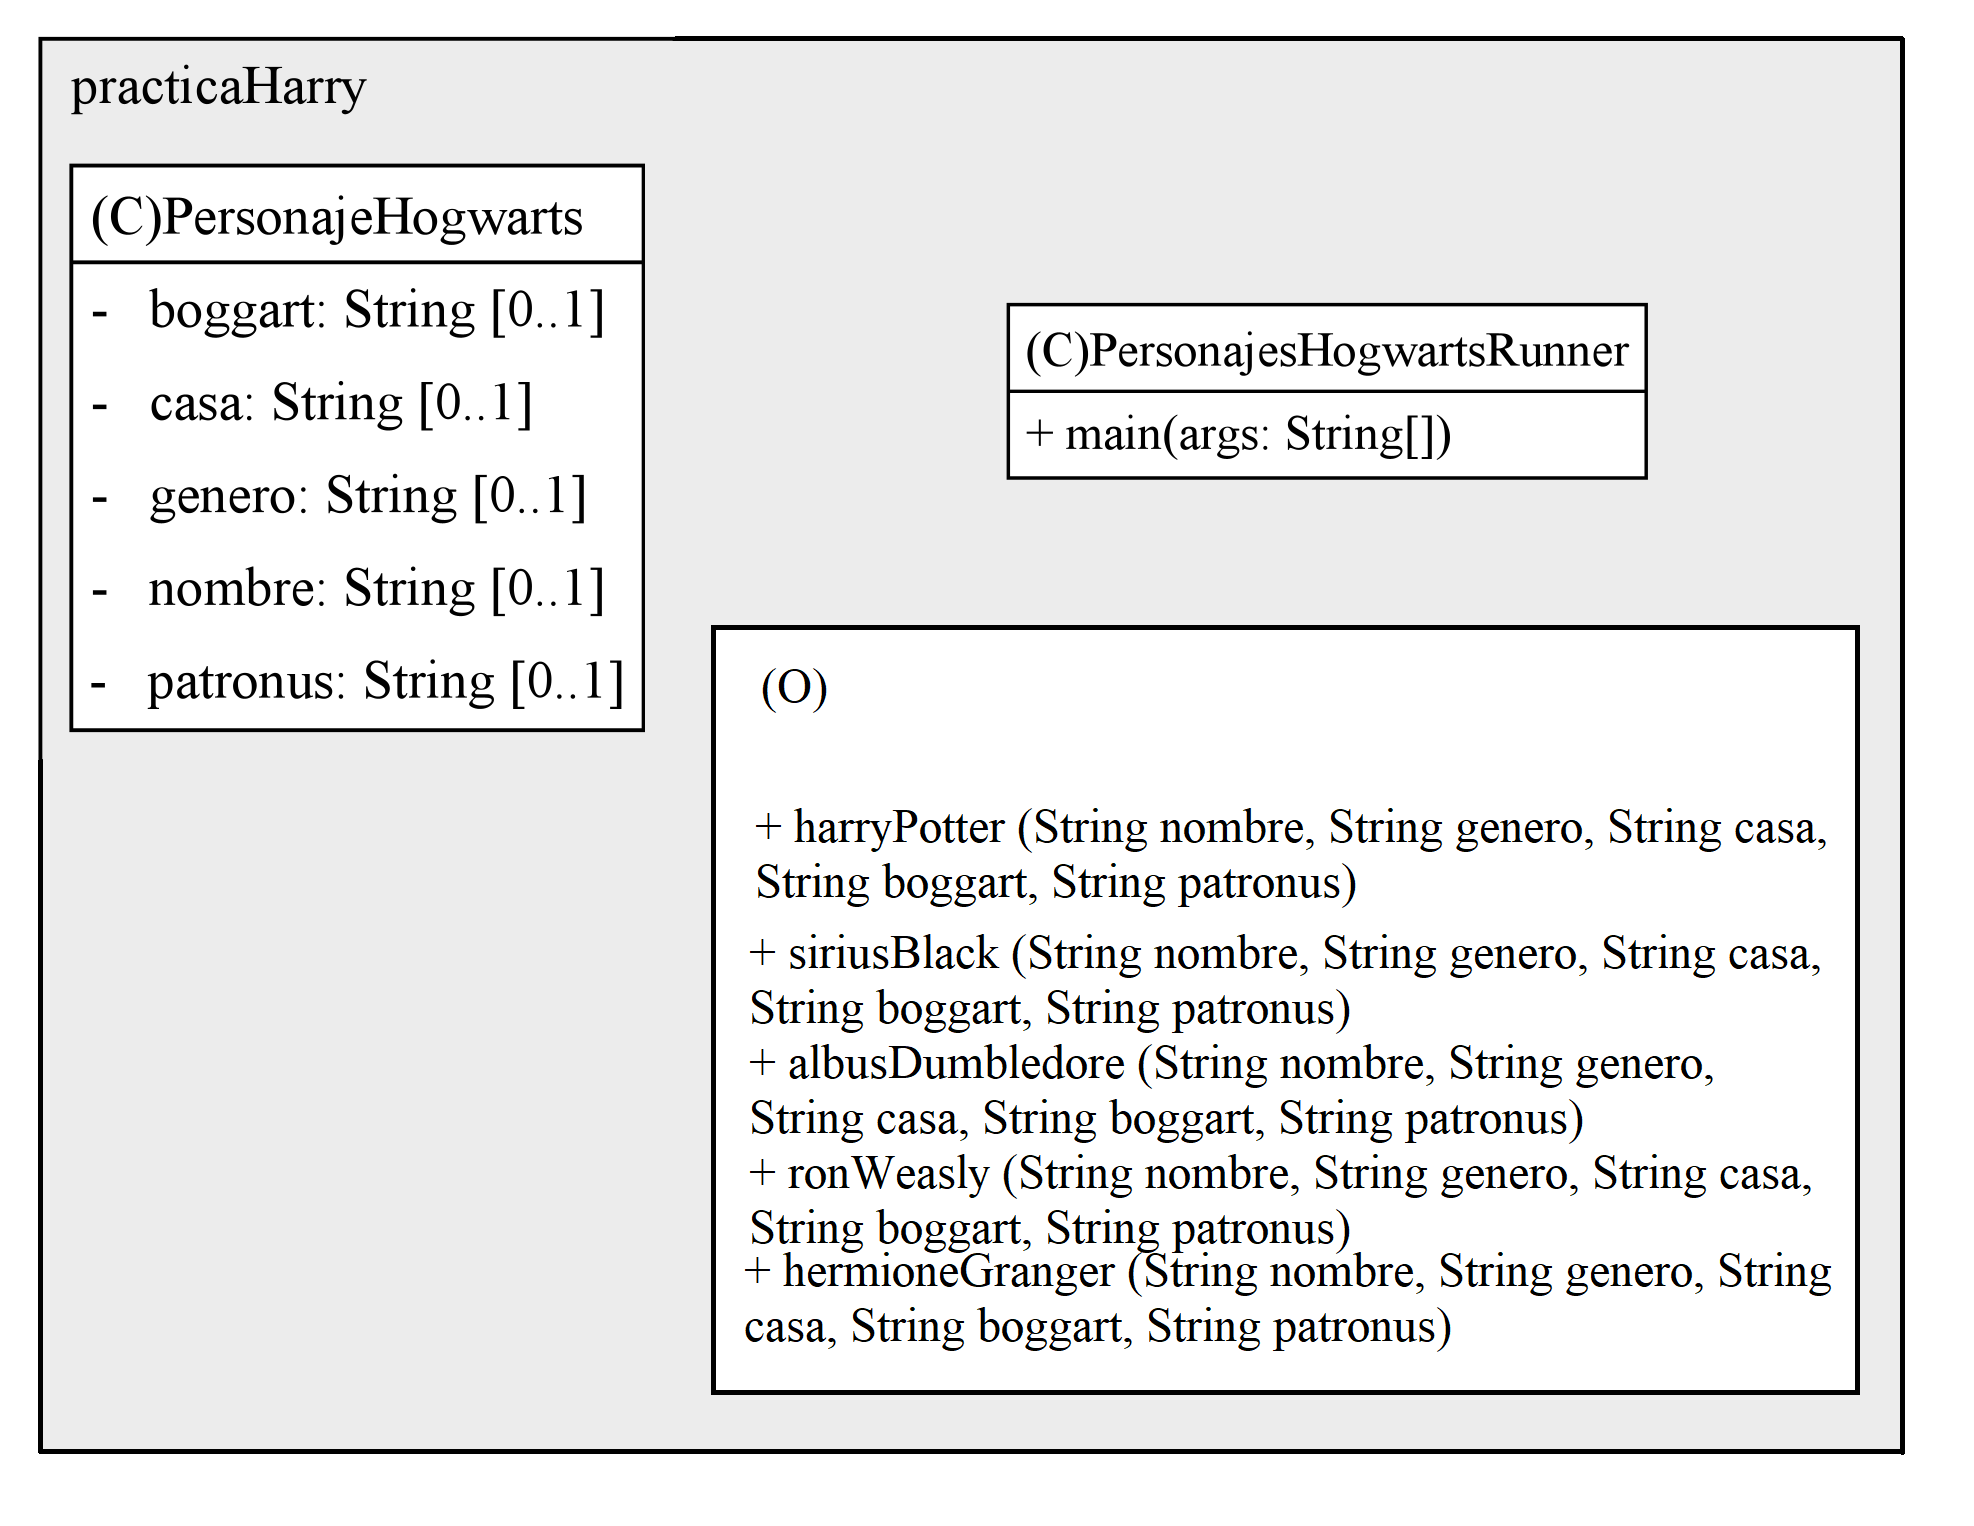 practicaHarry
(C)PersonajeHogwarts
- boggart: String [0..1]
- casa: String [0..1]
- genero: String [0..1]
- nombre: String [0..1]
- patronus: String [0..1]
(C)PersonajesHogwartsRunner
+ main(args: String[])
(O)
+ harryPotter (String nombre, String genero, String casa,
String boggart, String patronus)
+ siriusBlack (String nombre, String genero, String casa,
String boggart, String patronus)
+ albusDumbledore (String nombre, String genero,
String casa, String boggart, String patronus)
+ ronWeasly (String nombre, String genero, String casa,
String boggart, String patronus)
+ hermioneGranger (String nombre, String genero, String
casa, String boggart, String patronus)